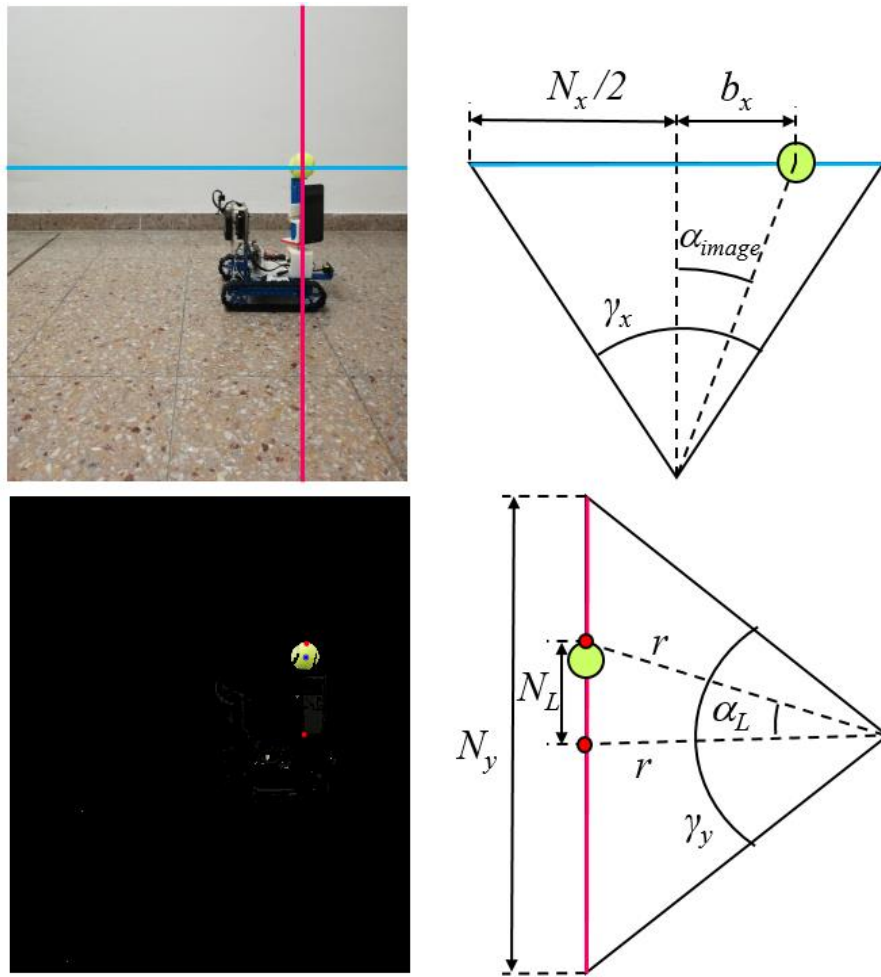 N_x/2
b_x
α_image
γ_x
N_y
N_L
r
α_L
r
γ_y